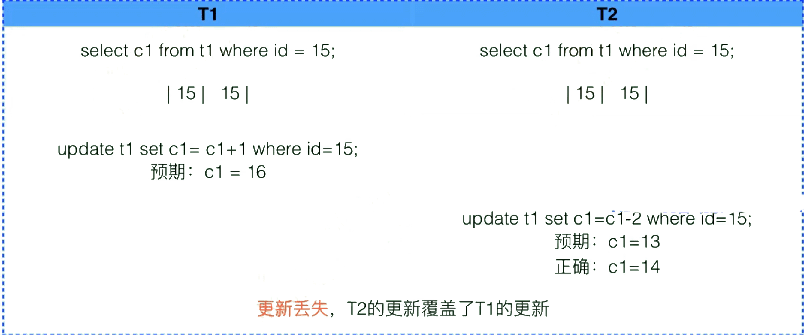 T1 T2
select c1 from t1 where id = 15; select c1 from t1 where id = 15;
| 15 | 15 | | 15 | 15 |
update t1 set c1= c1+1 where id=15;
预期：c1 = 16
update t1 set c1=c1-2 where id=15;
预期：c1=13
正确：c1=14
更新丢失，T2的更新覆盖了T1的更新